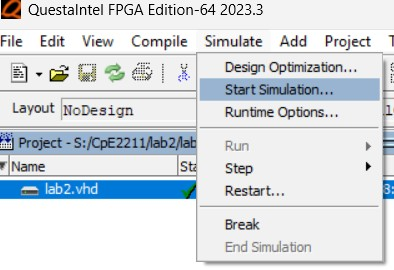 QuestaIntel FPGA Edition-64 2023.3
File Edit View Compile Simulate Add Project
Design Optimization...
Start Simulation...
Runtime Options...
Layout NoDesign
Run
Step
Restart...
Break
End Simulation
Project - S:/CpE2211/lab2/lab
Name Sta
lab2.vhd